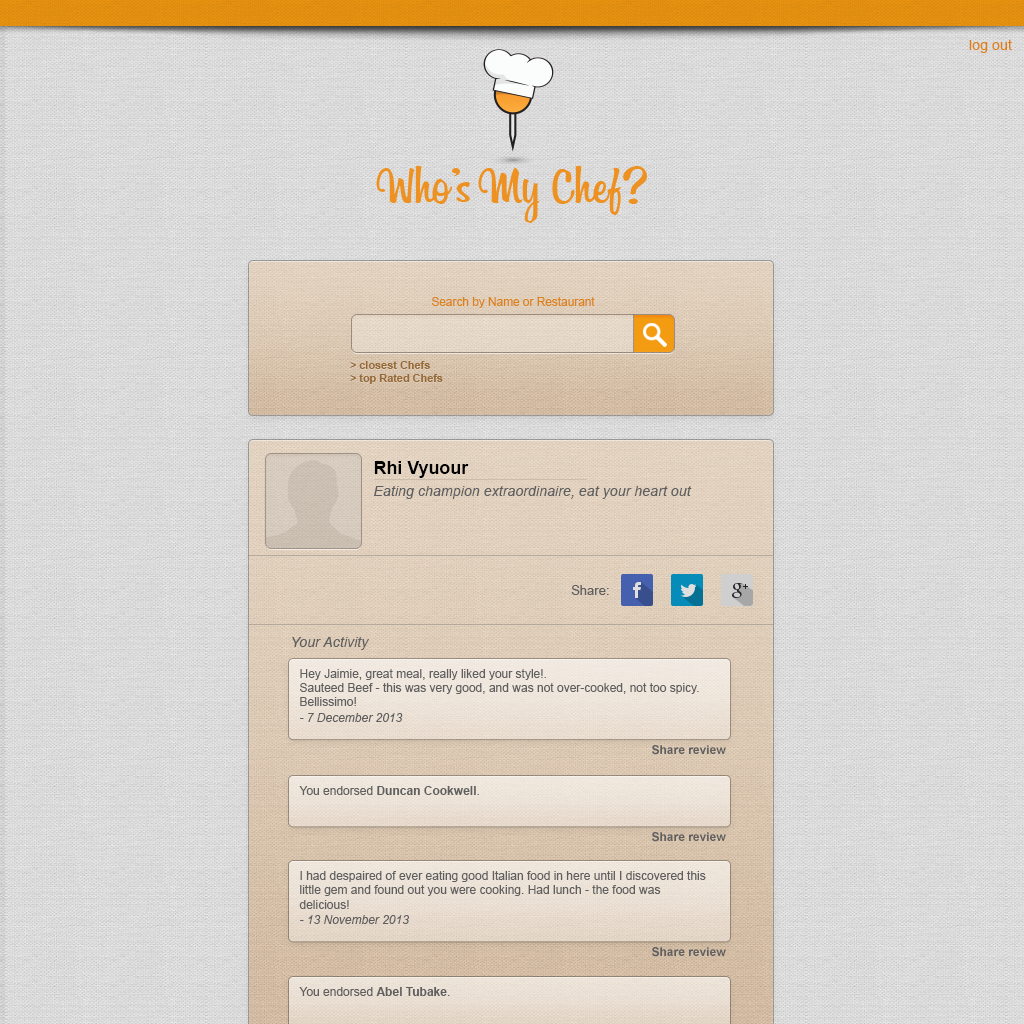 log out
Who's My Chef?
Search by Name or Restaurant
> closest Chefs
> top Rated Chefs
Rhi Vyuour
Eating champion extraordinaire, eat your heart out
Share: f g+
Your Activity
Hey Jaimie, great meal, really liked your style!.
Sauteed Beef - this was very good, and was not over-cooked, not too spicy.
Bellissimo!
- 7 December 2013
Share review
You endorsed Duncan Cookwell.
Share review
I had despaired of ever eating good Italian food in here until I discovered this
little gem and found out you were cooking. Had lunch - the food was
delicious!
- 13 November 2013
Share review
You endorsed Abel Tubake.